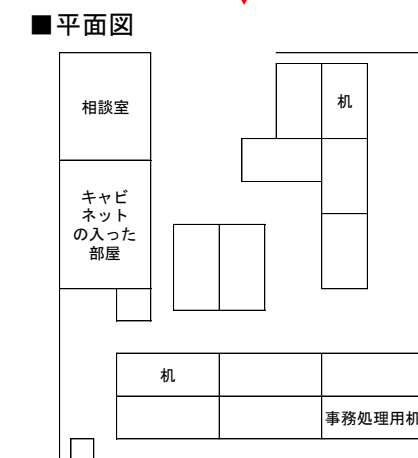 ■平面図
相談室
机
キャビ
ネット
の入った
部屋
机
事務処理用机